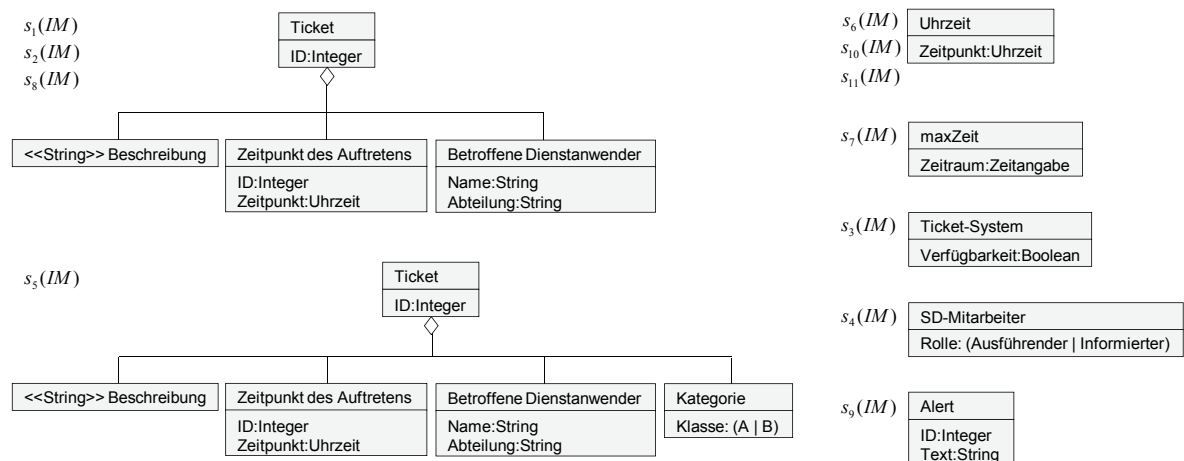 s₁(IM)
s₂(IM)
s₈(IM)
Ticket
ID:Integer
<<String>> Beschreibung
Zeitpunkt des Auftretens
ID:Integer
Zeitpunkt:Uhrzeit
Betroffene Dienstanwender
Name:String
Abteilung:String
s₅(IM)
Ticket
ID:Integer
<<String>> Beschreibung
Zeitpunkt des Auftretens
ID:Integer
Zeitpunkt:Uhrzeit
Betroffene Dienstanwender
Name:String
Abteilung:String
Kategorie
Klasse: (A | B)
s₆(IM)
s₁₀(IM)
s₁₁(IM)
Uhrzeit
Zeitpunkt:Uhrzeit
s₇(IM)
maxZeit
Zeitraum:Zeitangabe
s₃(IM)
Ticket-System
Verfügbarkeit:Boolean
s₄(IM)
SD-Mitarbeiter
Rolle: (Ausführender | Informierter)
s₉(IM)
Alert
ID:Integer
Text:String